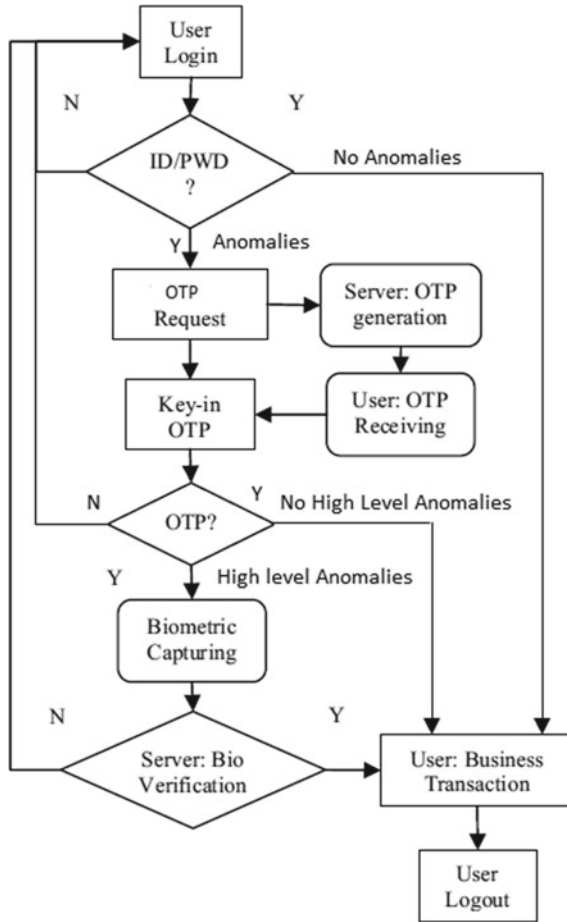 User
Login
N
Y
ID/PWD
?
No Anomalies
Y
Anomalies
OTP
Request
Server: OTP
generation
Key-in
OTP
User: OTP
Receiving
N
Y
OTP?
No High Level Anomalies
Y
High level Anomalies
Biometric
Capturing
N
Y
Server: Bio
Verification
User: Business
Transaction
User
Logout